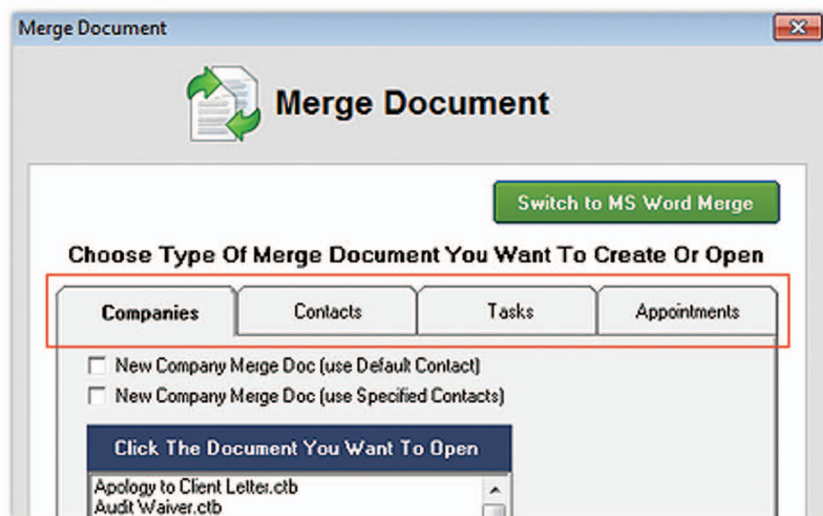 Merge Document
Merge Document
Switch to MS Word Merge
Choose Type Of Merge Document You Want To Create Or Open
Companies Contacts Tasks Appointments
New Company Merge Doc (use Default Contact)
New Company Merge Doc (use Specified Contacts)
Click The Document You Want To Open
Apology to Client Letter.ctb
Audit Waiver.ctb